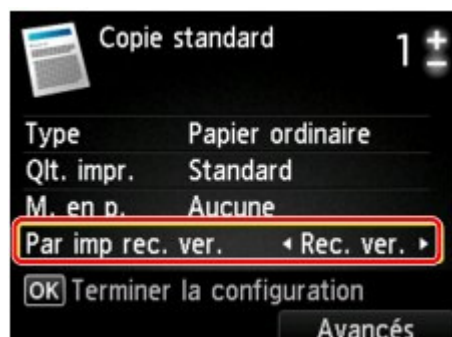 Copie standard 1
Type Papier ordinaire
Qlt. impr. Standard
M. en p. Aucune
Par imp rec. ver. Rec. ver.
OK Terminer la configuration
Avancés